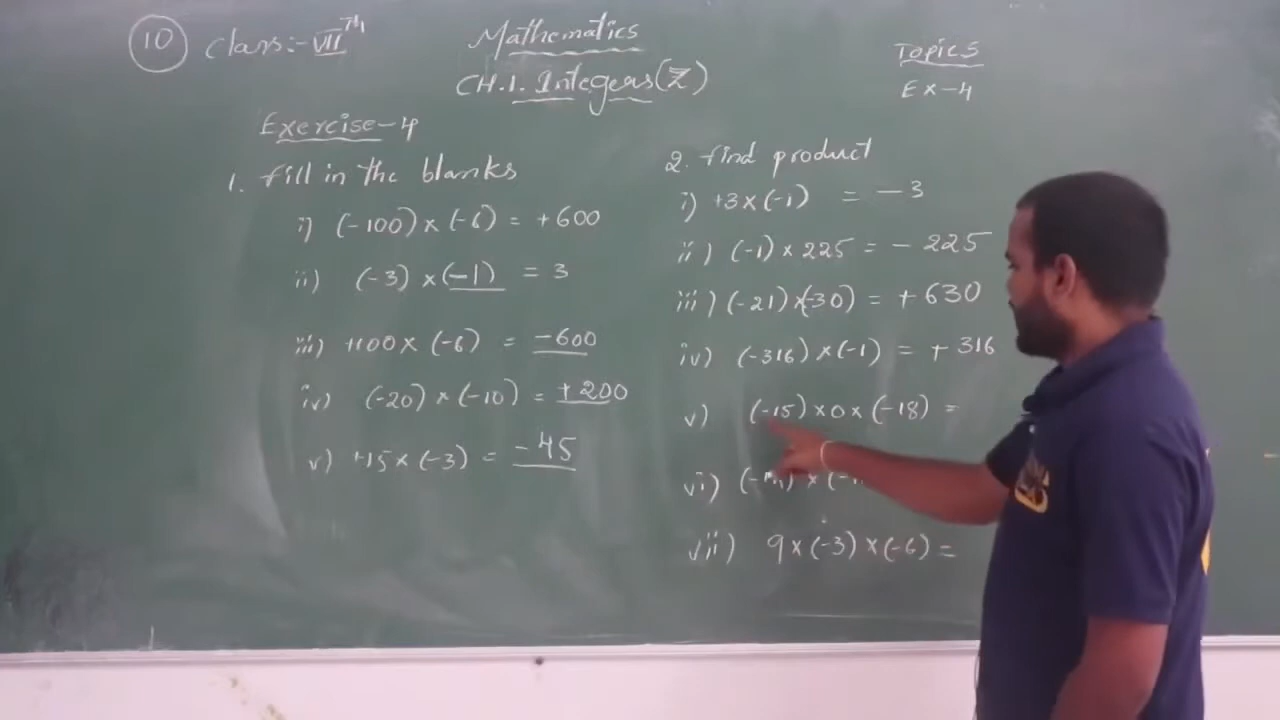 10 Class:- VII TH
Mathematics
CH.1. Integers(Z)
Topics
Ex-4
Exercise-4
1. fill in the blanks
i) (-100)×(-6) = +600
ii) (-3) ×(-1) = 3
iii) +100× (-6) = -600
iv) (-20) × (-10) = +200
v) +15× (-3) = -45
2. find product
i) +3×(-1) = -3
ii) (-1) × 225 = - 225
iii) (-21)×(-30) = +630
iv) (-316)×(-1) = + 316
v) (-15)×0×(-18) =
vi) (- × (-
vii) 9×(-3)×(-6) =